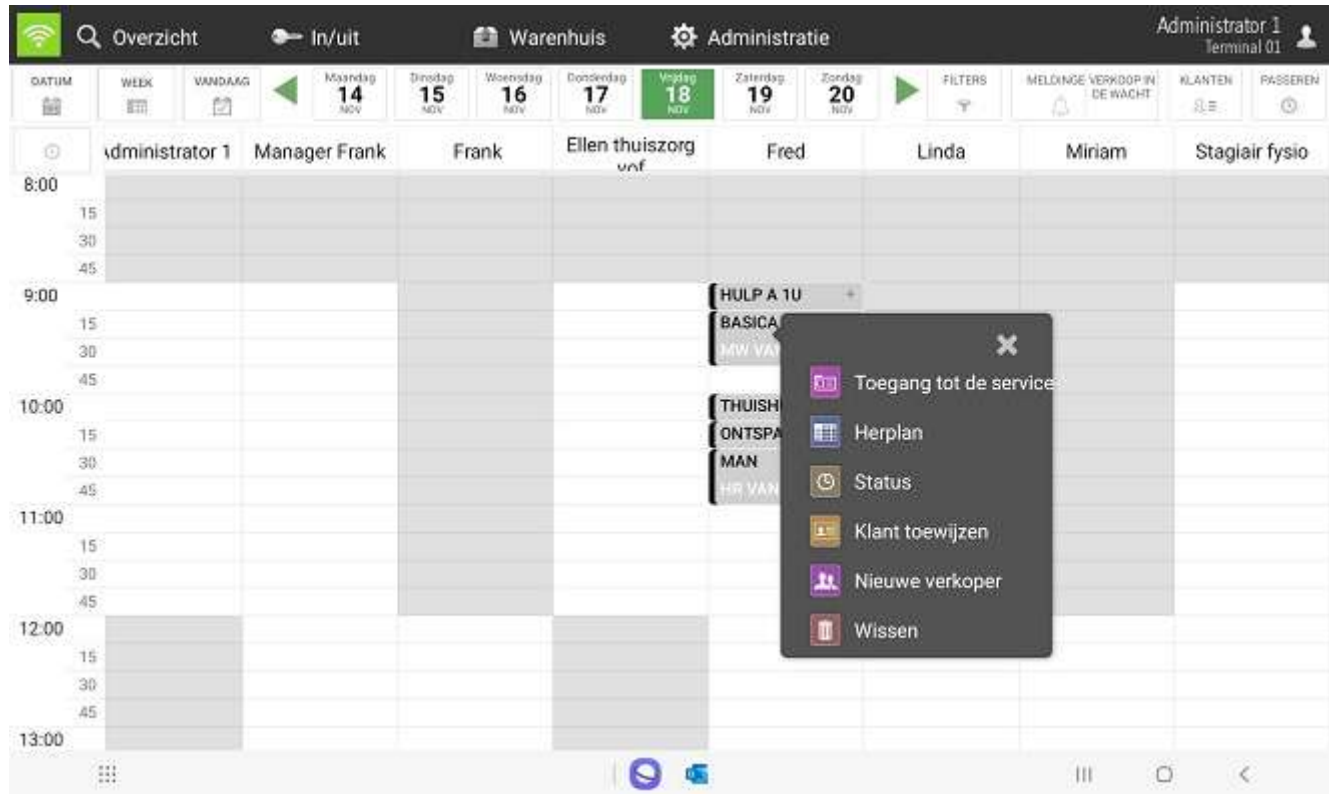 Overzicht In/uit Warenhuis Administratie Administrator 1
Terminal 01
DATUM WEEK VANDAAG Maandag Dinsdag Woensdag Donderdag Vrijdag Zaterdag Zondag FILTERS MELDINGE VERKOOP IN KLANTEN PASSEREN
14 15 16 17 18 19 20 DE WACHT
NOV NOV NOV NOV NOV NOV NOV
dministrator 1 Manager Frank Frank Ellen thuiszorg Fred Linda Miriam Stagiair fysio
vof
8:00
15
30
45
9:00 HULP A 1U +
15 BASICA
30 MW VAN
45
10:00 THUISH
15 ONTSPA
30 MAN
45 HR VAN
11:00
15
30
45
12:00
15
30
45
13:00
Toegang tot de service
Herplan
Status
Klant toewijzen
Nieuwe verkoper
Wissen